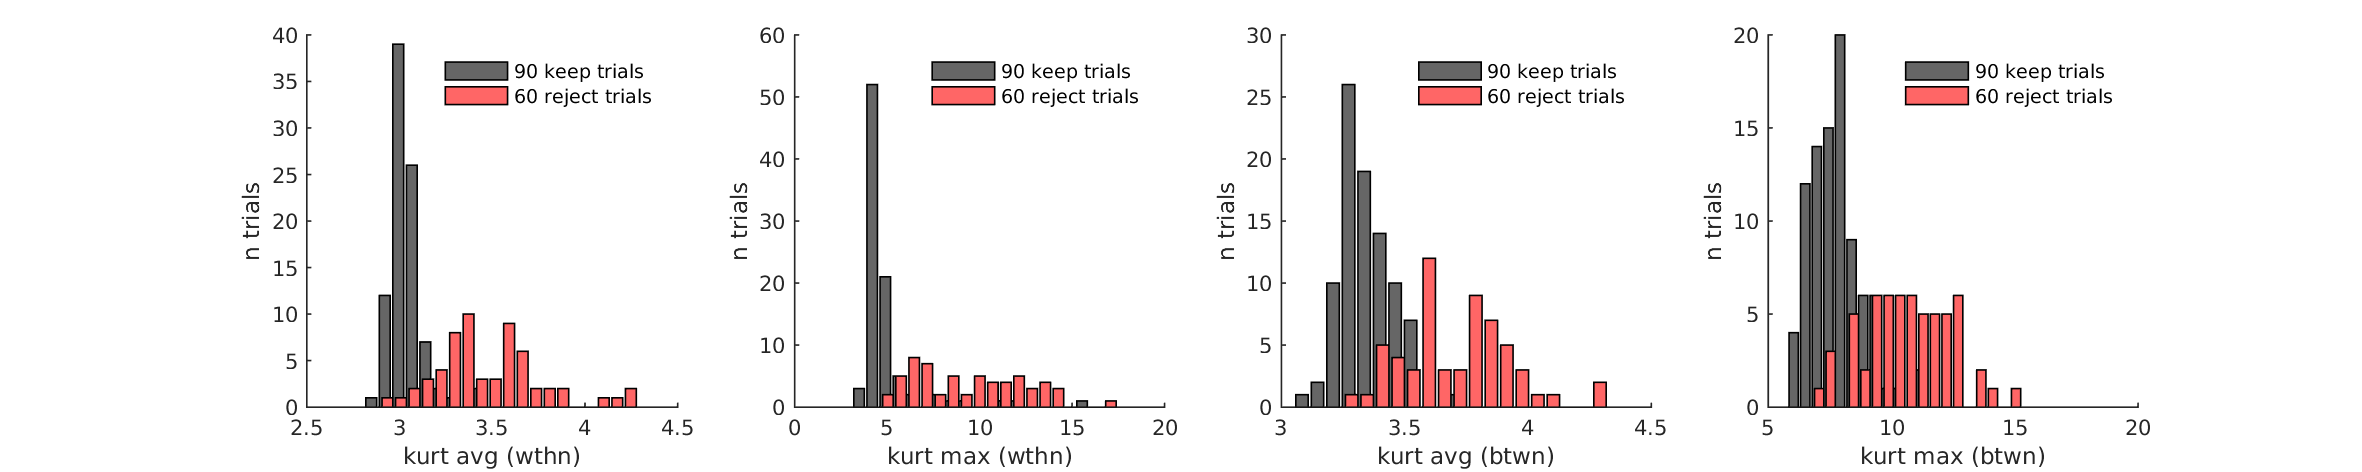 40
35
30
25
20
15
10
5
0
2.5 3 3.5 4 4.5
n trials
kurt avg (wthn)
90 keep trials
60 reject trials
60
50
40
30
20
10
0
0 5 10 15 20
n trials
kurt max (wthn)
90 keep trials
60 reject trials
30
25
20
15
10
5
0
3 3.5 4 4.5
n trials
kurt avg (btwn)
90 keep trials
60 reject trials
20
15
10
5
0
5 10 15 20
n trials
kurt max (btwn)
90 keep trials
60 reject trials